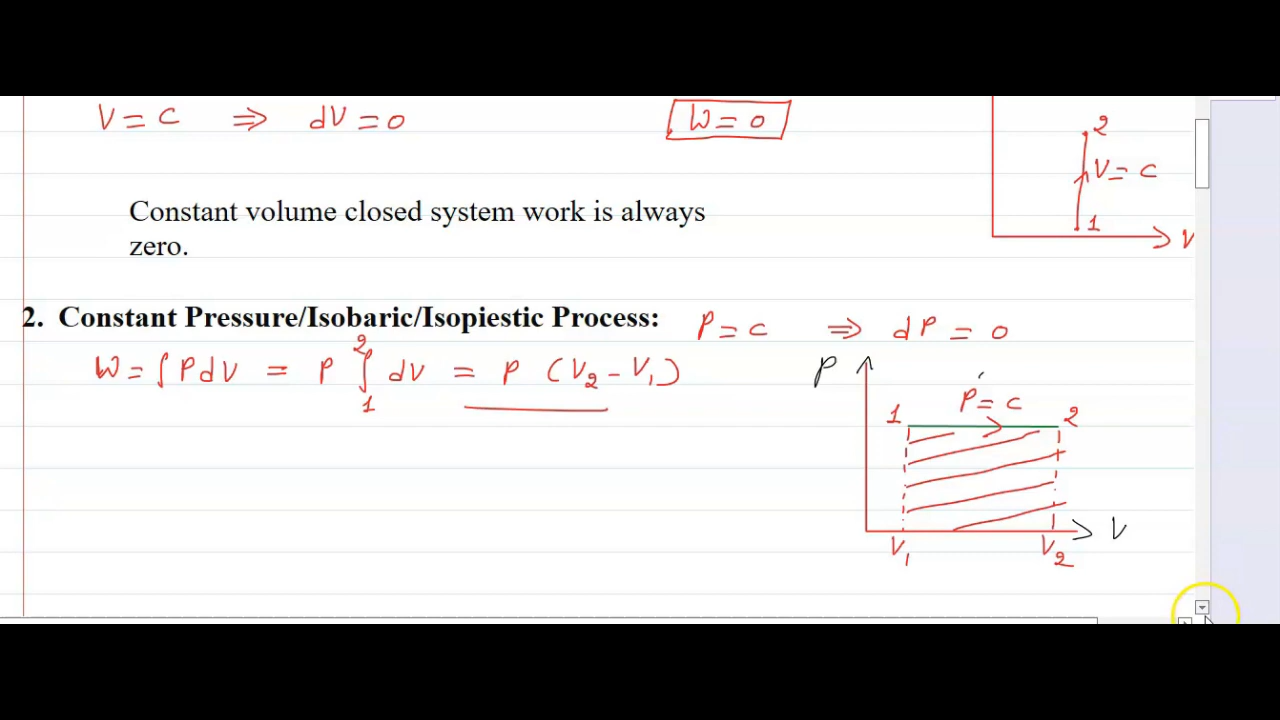 V = C ⇒ dV = 0
W = 0
2
V = C
1
V
Constant volume closed system work is always
zero.
2. Constant Pressure/Isobaric/Isopiestic Process:
P = C ⇒ dP = 0
W = ∫ P dV = P ∫₁² dV = P (V₂ - V₁)
P
P = C
1
2
V₁
V₂
V